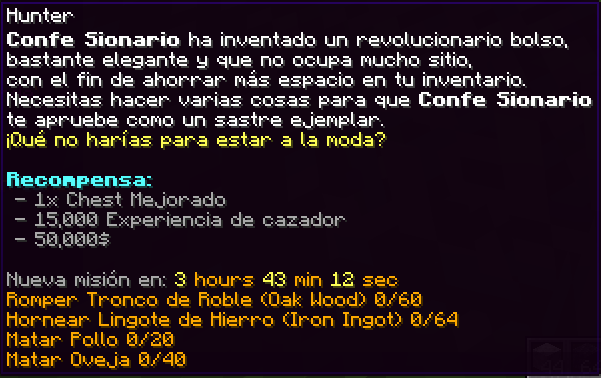 Hunter
Confe Sionario ha inventado un revolucionario bolso,
bastante elegante y que no ocupa mucho sitio,
con el fin de ahorrar más espacio en tu inventario.
Necesitas hacer varias cosas para que Confe Sionario
te apruebe como un sastre ejemplar.
¡Qué no harías para estar a la moda?
Recompensa:
- 1x Chest Mejorado
- 15,000 Experiencia de cazador
- 50,000$
Nueva misión en: 3 hours 43 min 12 sec
Romper Tronco de Roble (Oak Wood) 0/60
Hornear Lingote de Hierro (Iron Ingot) 0/64
Matar Pollo 0/20
Matar Oveja 0/40